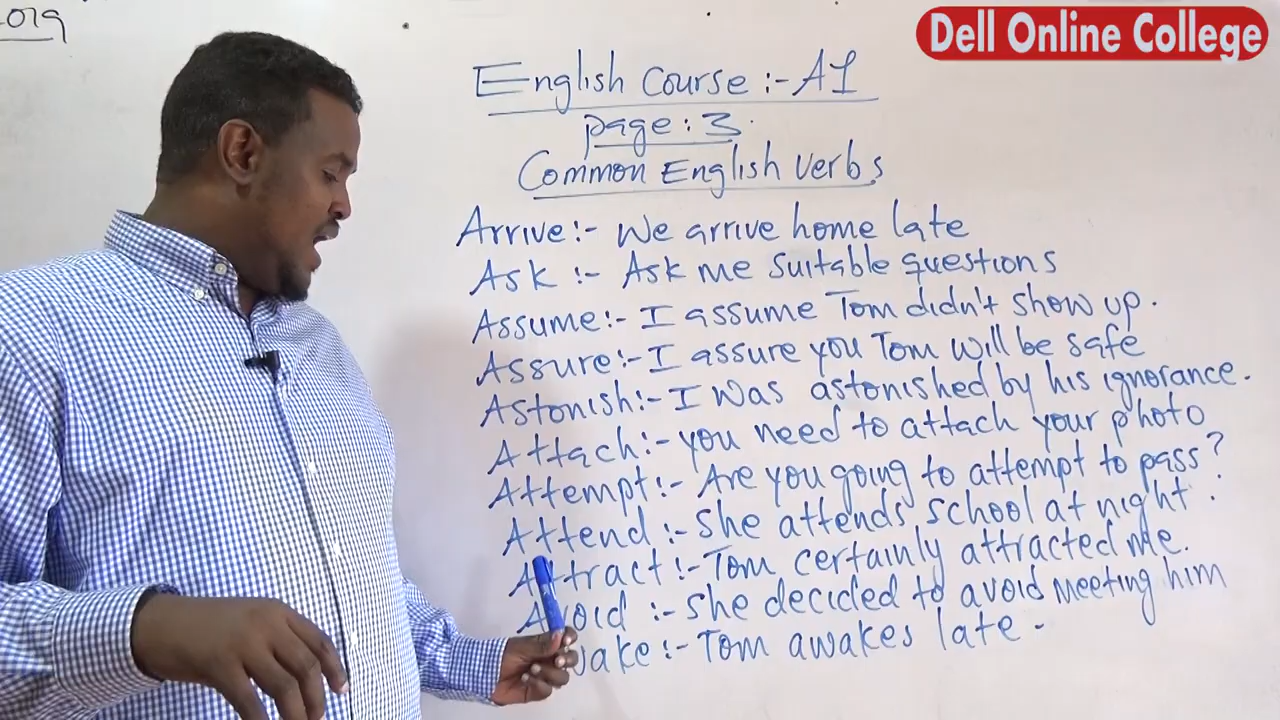 .org
Dell Online College
English Course :- A1
page: 3.
Common English verbs
Arrive:- We arrive home late
Ask :- Ask me suitable questions
Assume:- I assume Tom didn't show up.
Assure:- I assure you Tom will be safe
Astonish:- I was astonished by his ignorance.
Attach:- you need to attach your photo
Attempt:- Are you going to attempt to pass?
Attend:- She attends school at night.
Attract:- Tom certainly attracted me.
Avoid :- She decided to avoid meeting him
wake:- Tom awakes late.